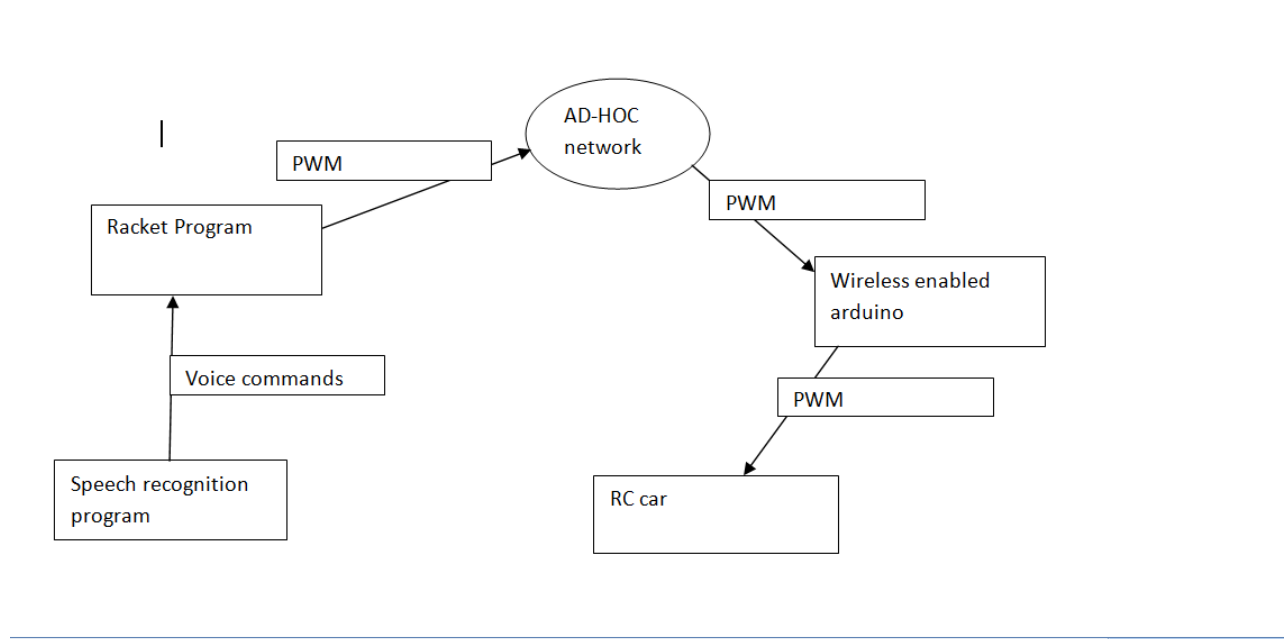 AD-HOC
network
PWM
PWM
Racket Program
Wireless enabled
arduino
Voice commands
PWM
Speech recognition
program
RC car